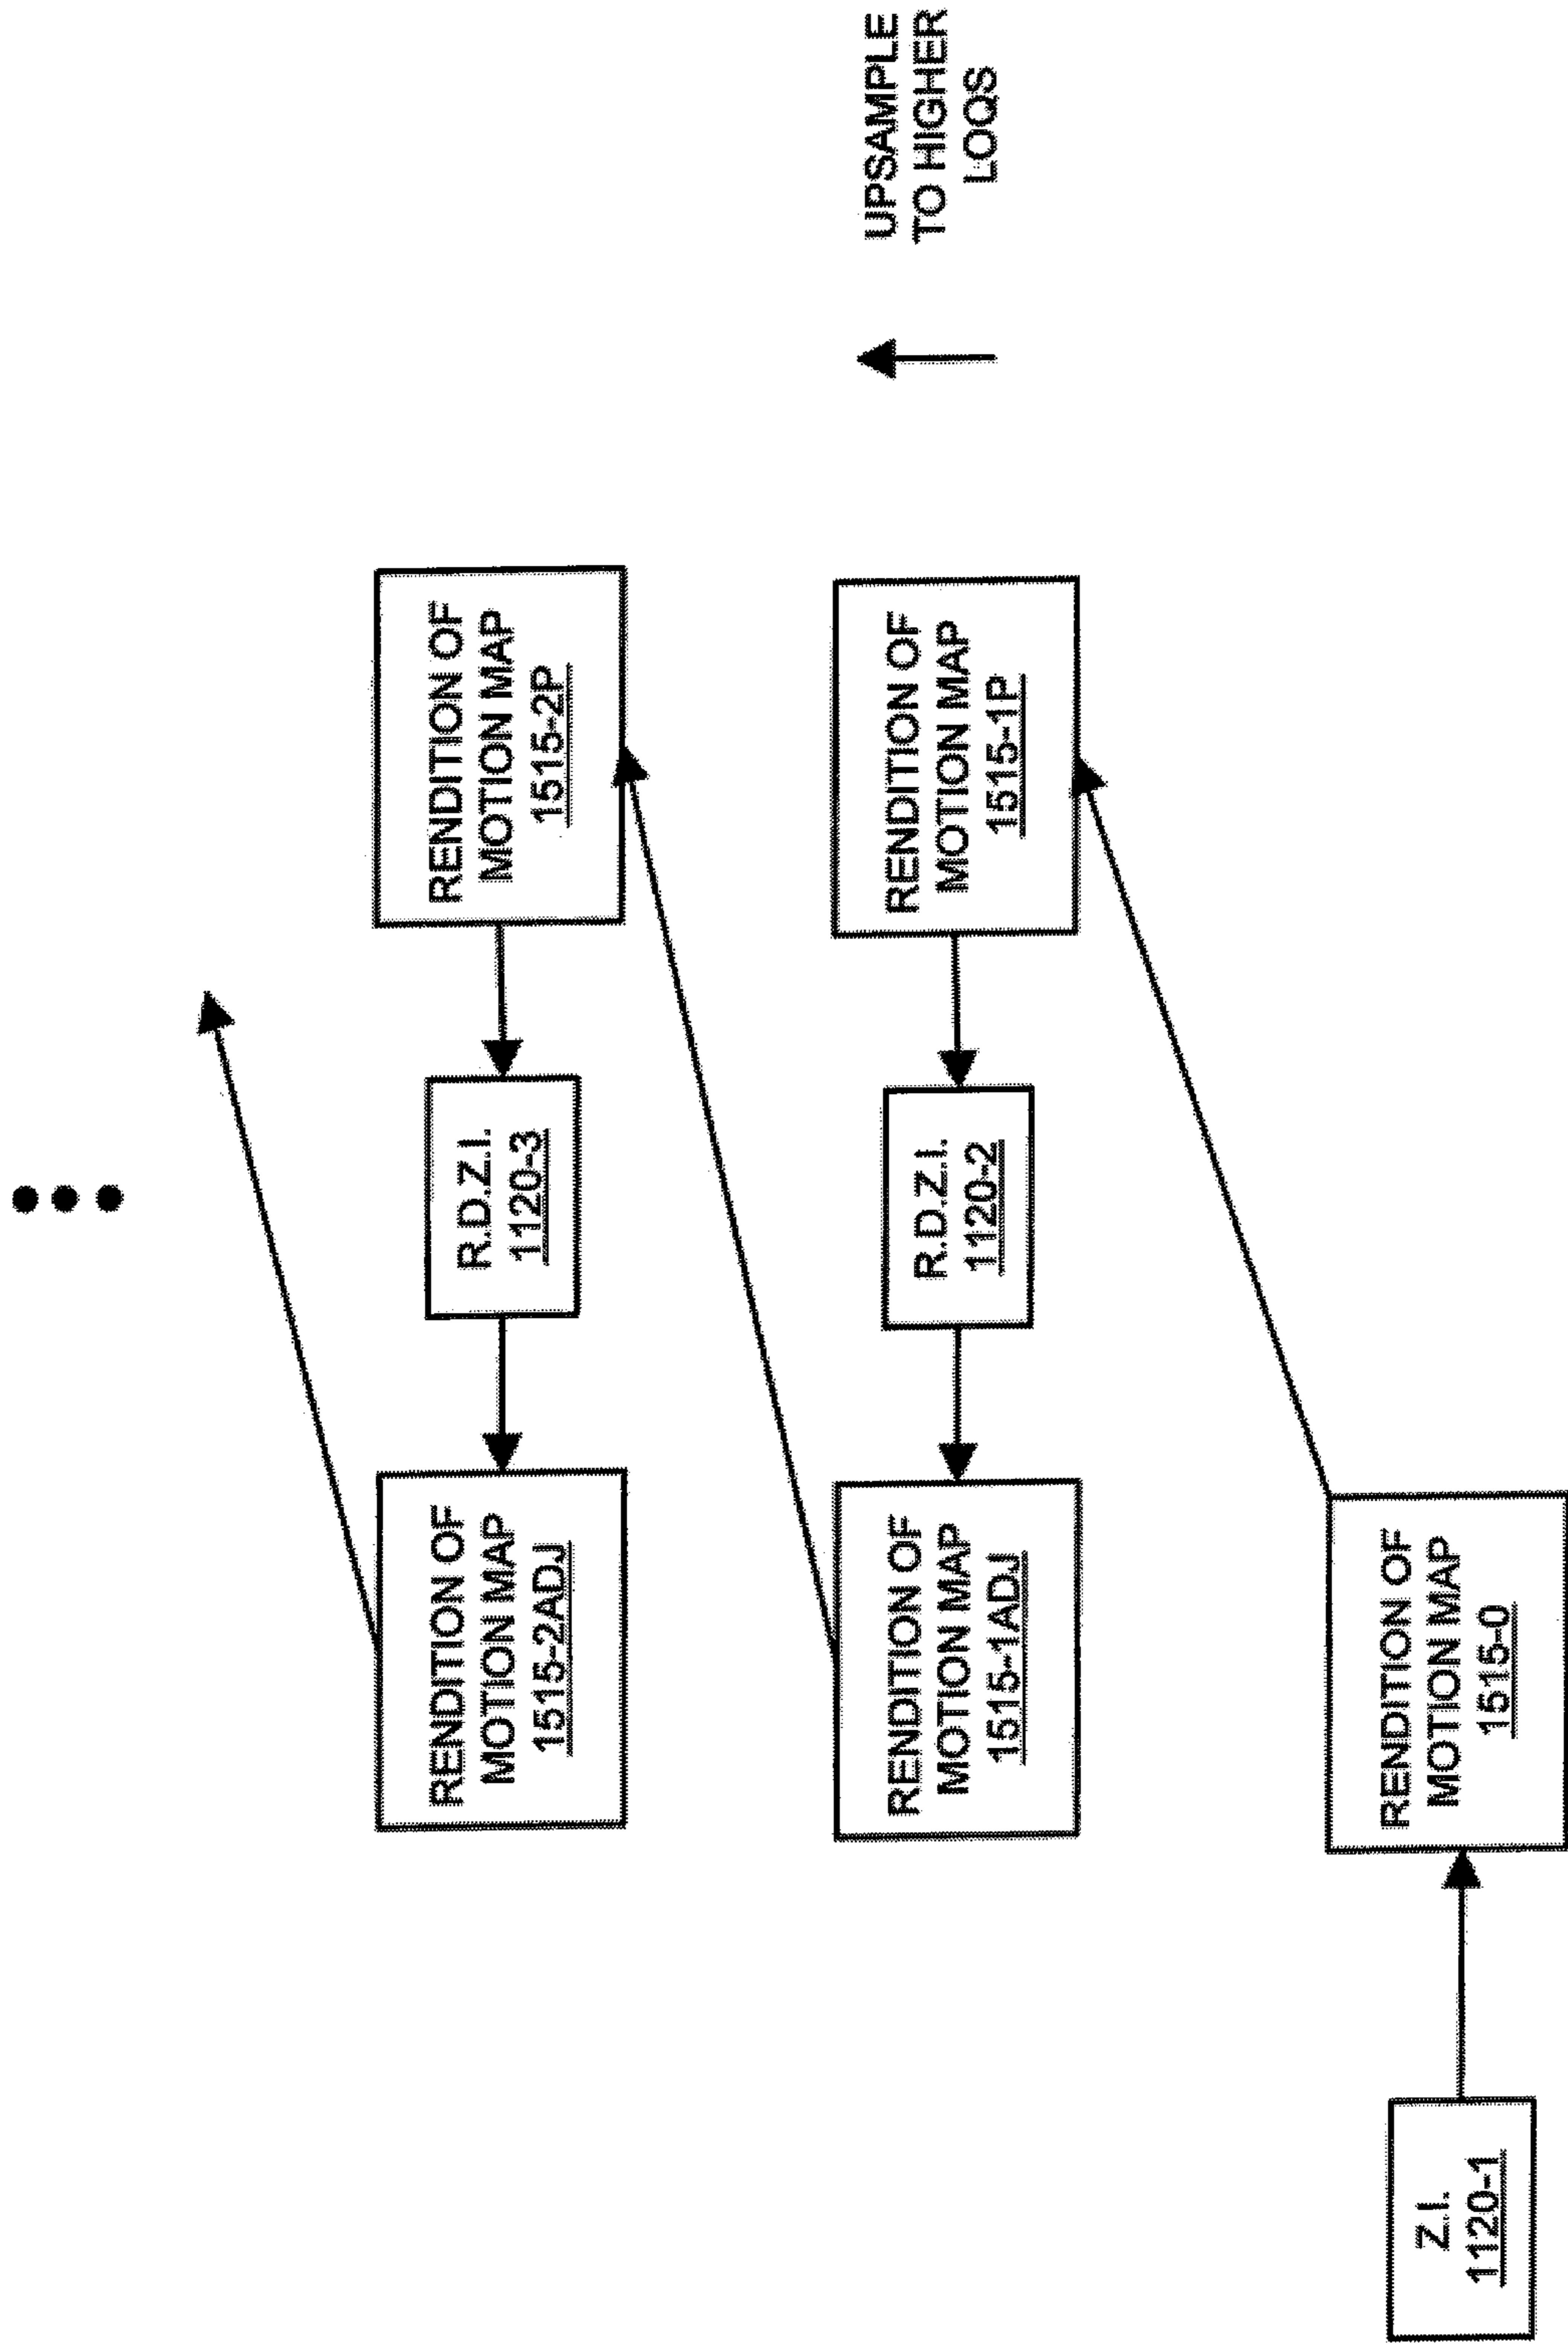 UPSAMPLE
TO HIGHER
LOQS
RENDITION OF
MOTION MAP
1515-2ADJ
R.D.Z.I.
1120-3
RENDITION OF
MOTION MAP
1515-2P
RENDITION OF
MOTION MAP
1515-1ADJ
R.D.Z.I.
1120-2
RENDITION OF
MOTION MAP
1515-1P
Z.I.
1120-1
RENDITION OF
MOTION MAP
1515-0